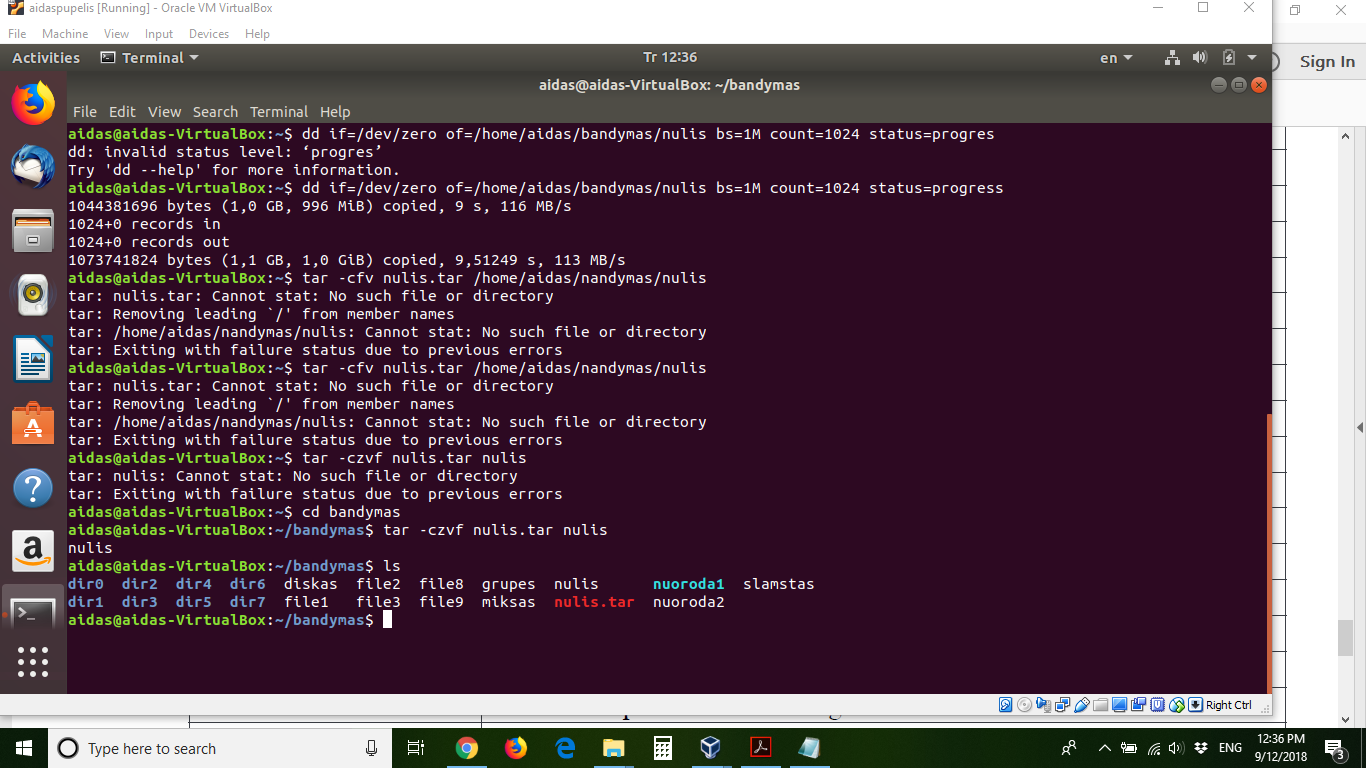 aidaspupelis [Running] - Oracle VM VirtualBox
File Machine View Input Devices Help
Activities Terminal Tr 12:36 en
Sign In
aidas@aidas-VirtualBox: ~/bandymas
File Edit View Search Terminal Help
aidas@aidas-VirtualBox:~$ dd if=/dev/zero of=/home/aidas/bandymas/nulis bs=1M count=1024 status=progres
dd: invalid status level: ‘progres’
Try 'dd --help' for more information.
aidas@aidas-VirtualBox:~$ dd if=/dev/zero of=/home/aidas/bandymas/nulis bs=1M count=1024 status=progress
1044381696 bytes (1,0 GB, 996 MiB) copied, 9 s, 116 MB/s
1024+0 records in
1024+0 records out
1073741824 bytes (1,1 GB, 1,0 GiB) copied, 9,51249 s, 113 MB/s
aidas@aidas-VirtualBox:~$ tar -cfv nulis.tar /home/aidas/nandymas/nulis
tar: nulis.tar: Cannot stat: No such file or directory
tar: Removing leading `/' from member names
tar: /home/aidas/nandymas/nulis: Cannot stat: No such file or directory
tar: Exiting with failure status due to previous errors
aidas@aidas-VirtualBox:~$ tar -cfv nulis.tar /home/aidas/nandymas/nulis
tar: nulis.tar: Cannot stat: No such file or directory
tar: Removing leading `/' from member names
tar: /home/aidas/nandymas/nulis: Cannot stat: No such file or directory
tar: Exiting with failure status due to previous errors
aidas@aidas-VirtualBox:~$ tar -czvf nulis.tar nulis
tar: nulis: Cannot stat: No such file or directory
tar: Exiting with failure status due to previous errors
aidas@aidas-VirtualBox:~$ cd bandymas
aidas@aidas-VirtualBox:~/bandymas$ tar -czvf nulis.tar nulis
nulis
aidas@aidas-VirtualBox:~/bandymas$ ls
dir0 dir2 dir4 dir6 diskas file2 file8 grupes nulis nuoroda1 slamstas
dir1 dir3 dir5 dir7 file1 file3 file9 miksas nulis.tar nuoroda2
aidas@aidas-VirtualBox:~/bandymas$
Right Ctrl
Type here to search
ENG
12:36 PM
9/12/2018
3